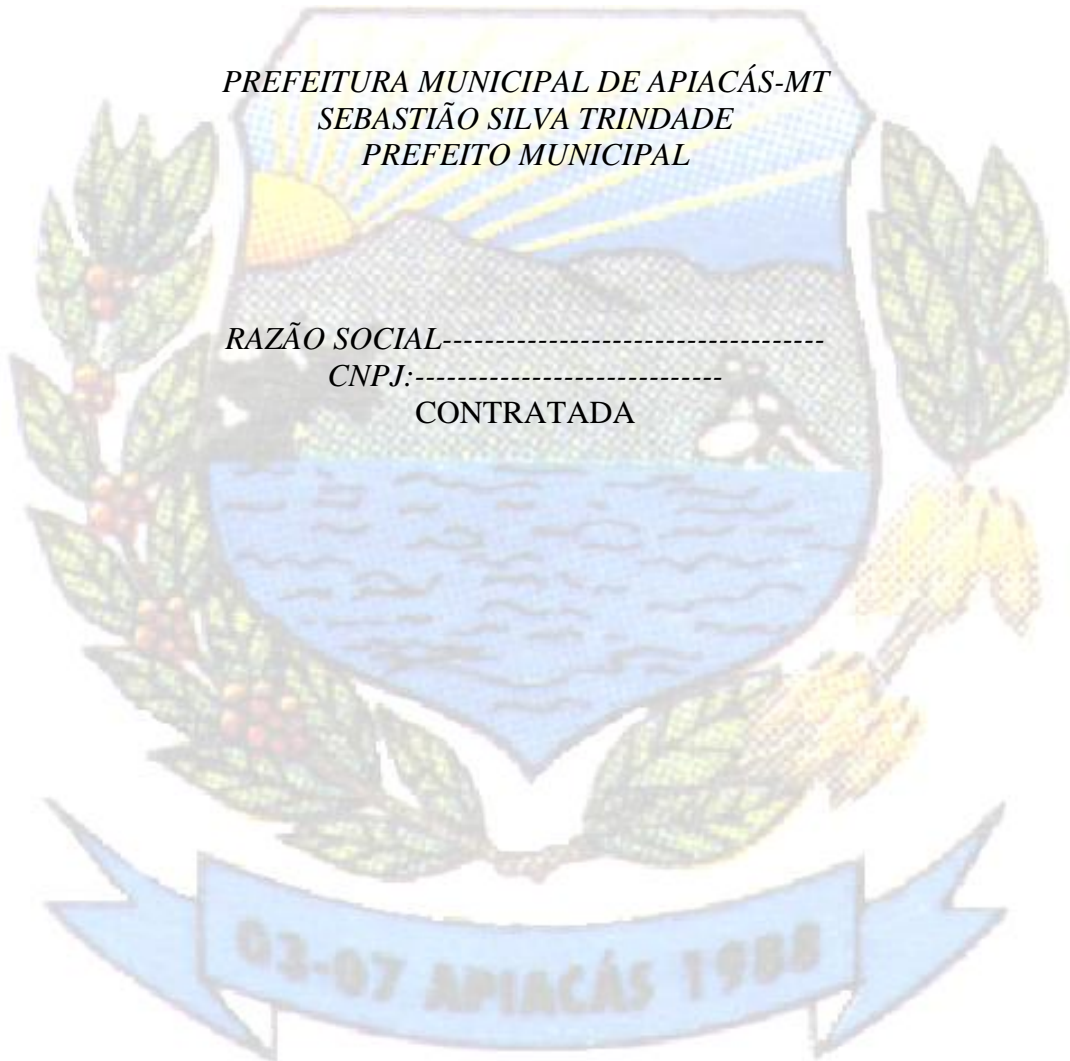 PREFEITURA MUNICIPAL DE APIACÁS-MT
SEBASTIÃO SILVA TRINDADE
PREFEITO MUNICIPAL
RAZÃO SOCIAL------------------------------------
CNPJ:-----------------------------
CONTRATADA
03-07 APIACÁS 1988